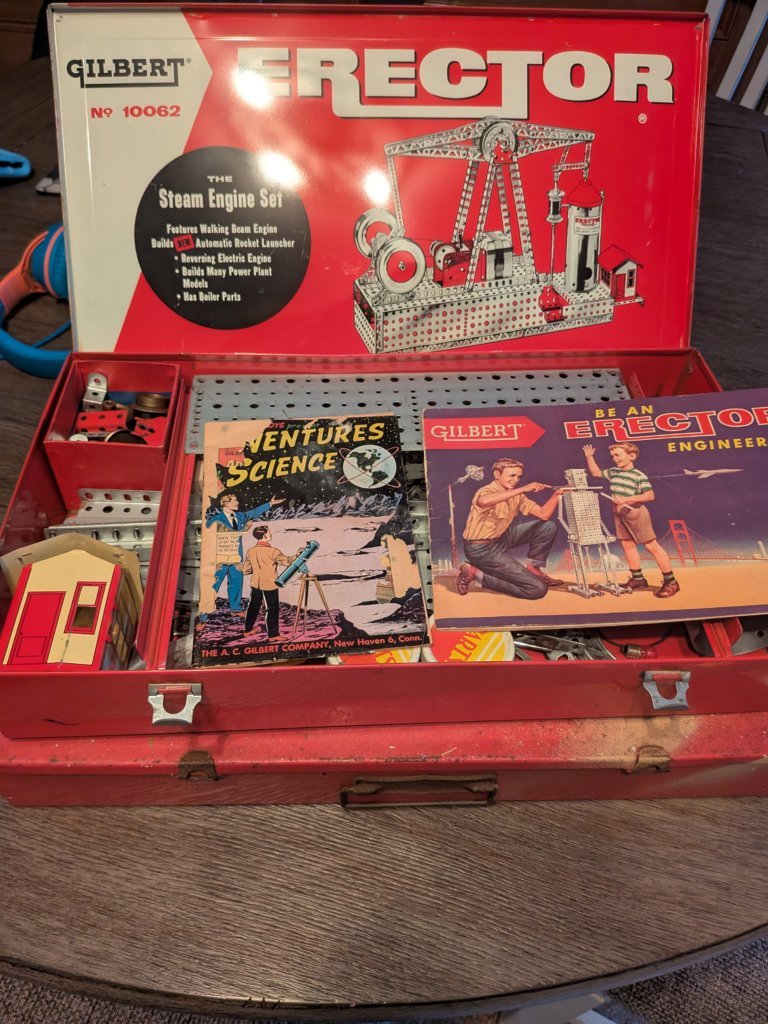 GILBERT®
No 10062
ERECTOR®
THE
Steam Engine Set
Features Walking Beam Engine
Builds NEW Automatic Rocket Launcher
• Reversing Electric Engine
• Builds Many Power Plant
Models
• Has Boiler Parts
ERECTOR
VENTURES
SCIENCE
THE A. C. GILBERT COMPANY, New Haven 6, Conn.
GILBERT
BE AN
ERECTOR
ENGINEER